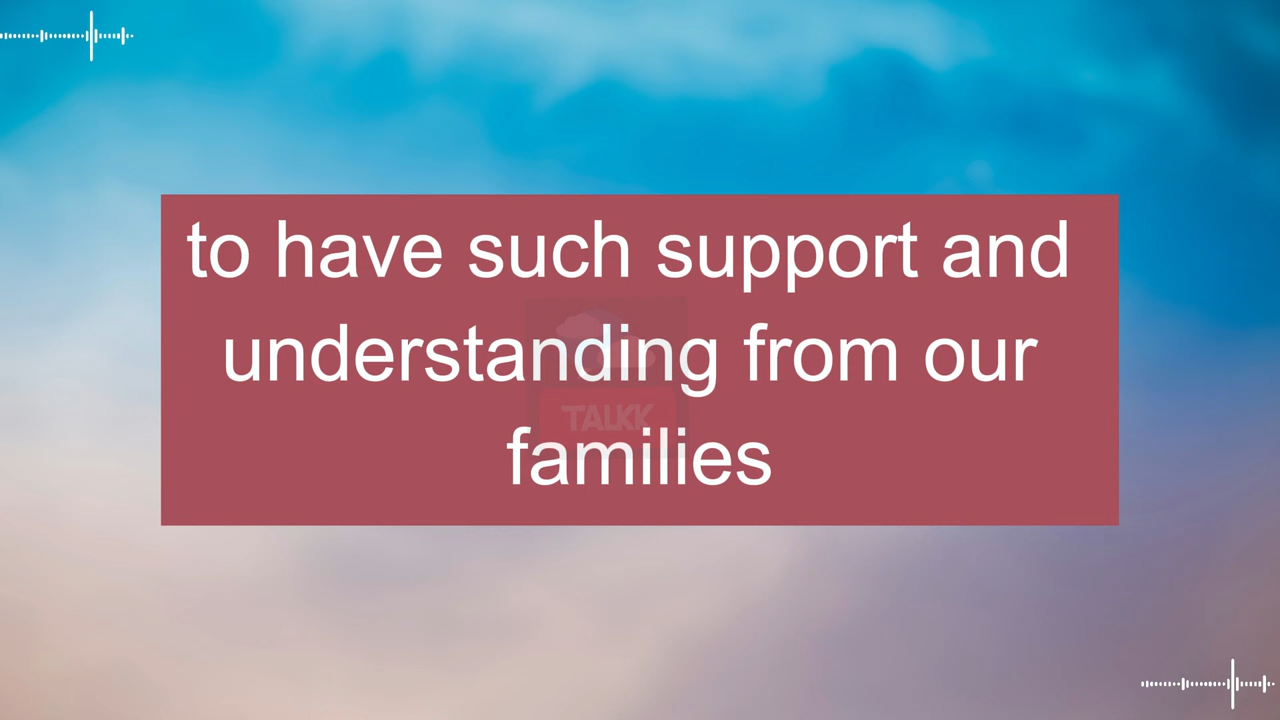 to have such support and
understanding from our
TALKK
families